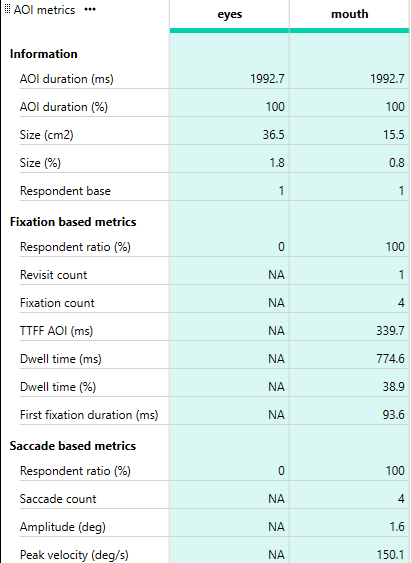 AOI metrics ••• eyes mouth
Information
AOI duration (ms) 1992.7 1992.7
AOI duration (%) 100 100
Size (cm2) 36.5 15.5
Size (%) 1.8 0.8
Respondent base 1 1
Fixation based metrics
Respondent ratio (%) 0 100
Revisit count NA 1
Fixation count NA 4
TTFF AOI (ms) NA 339.7
Dwell time (ms) NA 774.6
Dwell time (%) NA 38.9
First fixation duration (ms) NA 93.6
Saccade based metrics
Respondent ratio (%) 0 100
Saccade count NA 4
Amplitude (deg) NA 1.6
Peak velocity (deg/s) NA 150.1